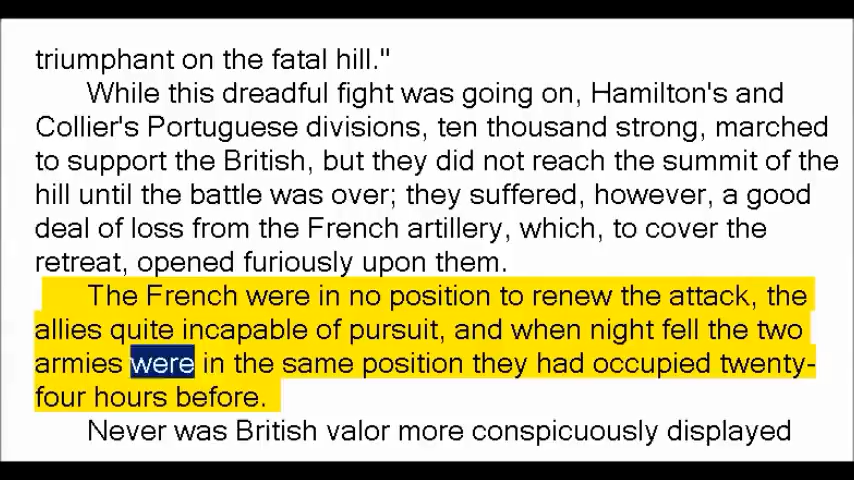 triumphant on the fatal hill."
While this dreadful fight was going on, Hamilton's and
Collier's Portuguese divisions, ten thousand strong, marched
to support the British, but they did not reach the summit of the
hill until the battle was over; they suffered, however, a good
deal of loss from the French artillery, which, to cover the
retreat, opened furiously upon them.
The French were in no position to renew the attack, the
allies quite incapable of pursuit, and when night fell the two
armies were in the same position they had occupied twenty-
four hours before.
Never was British valor more conspicuously displayed